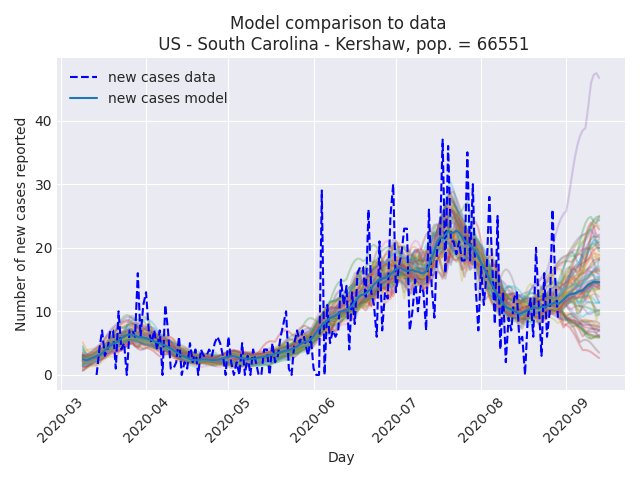 Model comparison to data
US - South Carolina - Kershaw, pop. = 66551
new cases data
new cases model
Number of new cases reported
40
30
20
10
0
2020-03
2020-04
2020-05
2020-06
2020-07
2020-08
2020-09
Day